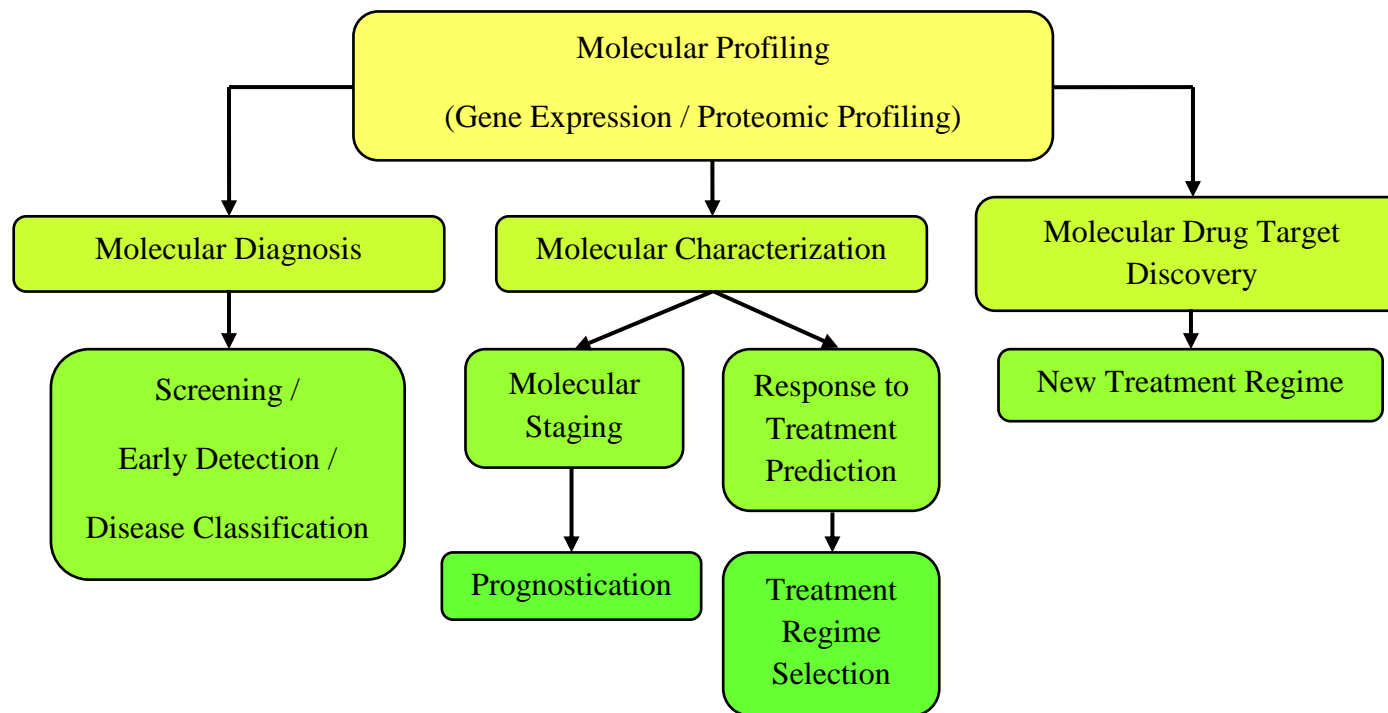 Molecular Profiling
(Gene Expression / Proteomic Profiling)
Molecular Diagnosis
Molecular Characterization
Molecular Drug Target
Discovery
Screening /
Early Detection /
Disease Classification
Molecular
Staging
Response to
Treatment
Prediction
New Treatment Regime
Prognostication
Treatment
Regime
Selection